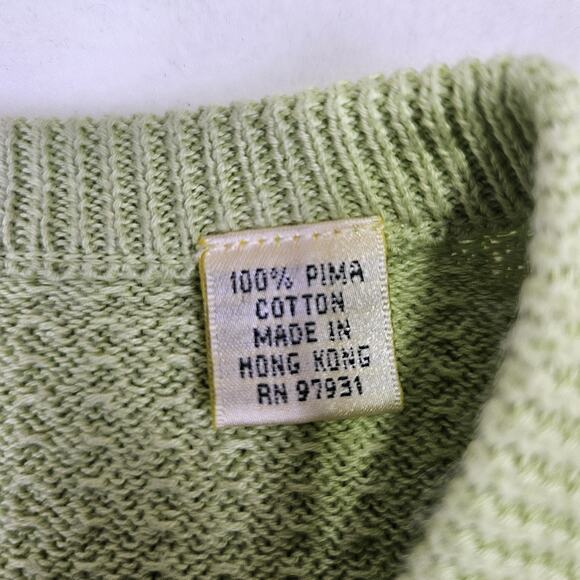 100% PIMA
COTTON
MADE IN
HONG KONG
RN 97931